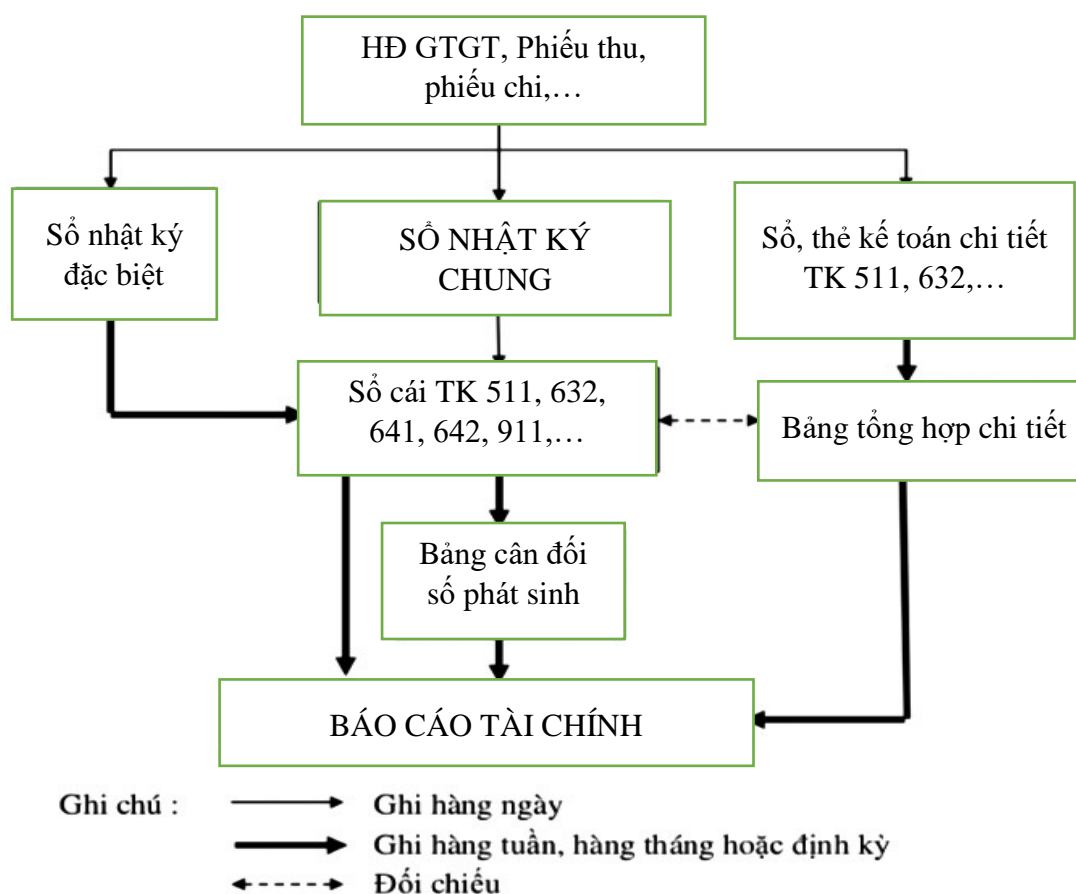 HĐ GTGT, Phiếu thu,
phiếu chi,…
Sổ nhật ký
đặc biệt
SỔ NHẬT KÝ
CHUNG
Sổ, thẻ kế toán chi tiết
TK 511, 632,…
Sổ cái TK 511, 632,
641, 642, 911,…
Bảng tổng hợp chi tiết
Bảng cân đối
số phát sinh
BÁO CÁO TÀI CHÍNH
Ghi chú :
Ghi hàng ngày
Ghi hàng tuần, hàng tháng hoặc định kỳ
Đối chiếu